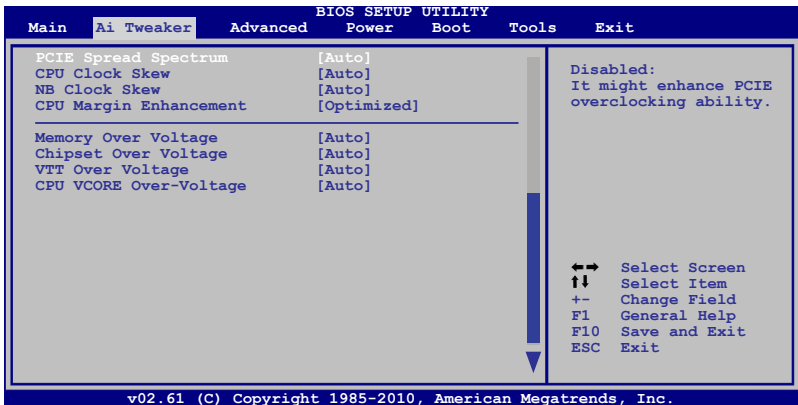 BIOS SETUP UTILITY
Main Ai Tweaker Advanced Power Boot Tools Exit
PCIE Spread Spectrum [Auto]
CPU Clock Skew [Auto]
NB Clock Skew [Auto]
CPU Margin Enhancement [Optimized]
Memory Over Voltage [Auto]
Chipset Over Voltage [Auto]
VTT Over Voltage [Auto]
CPU VCORE Over-Voltage [Auto]
Disabled:
It might enhance PCIE
overclocking ability.
←→ Select Screen
↑↓ Select Item
+- Change Field
F1 General Help
F10 Save and Exit
ESC Exit
v02.61 (C) Copyright 1985-2010, American Megatrends, Inc.